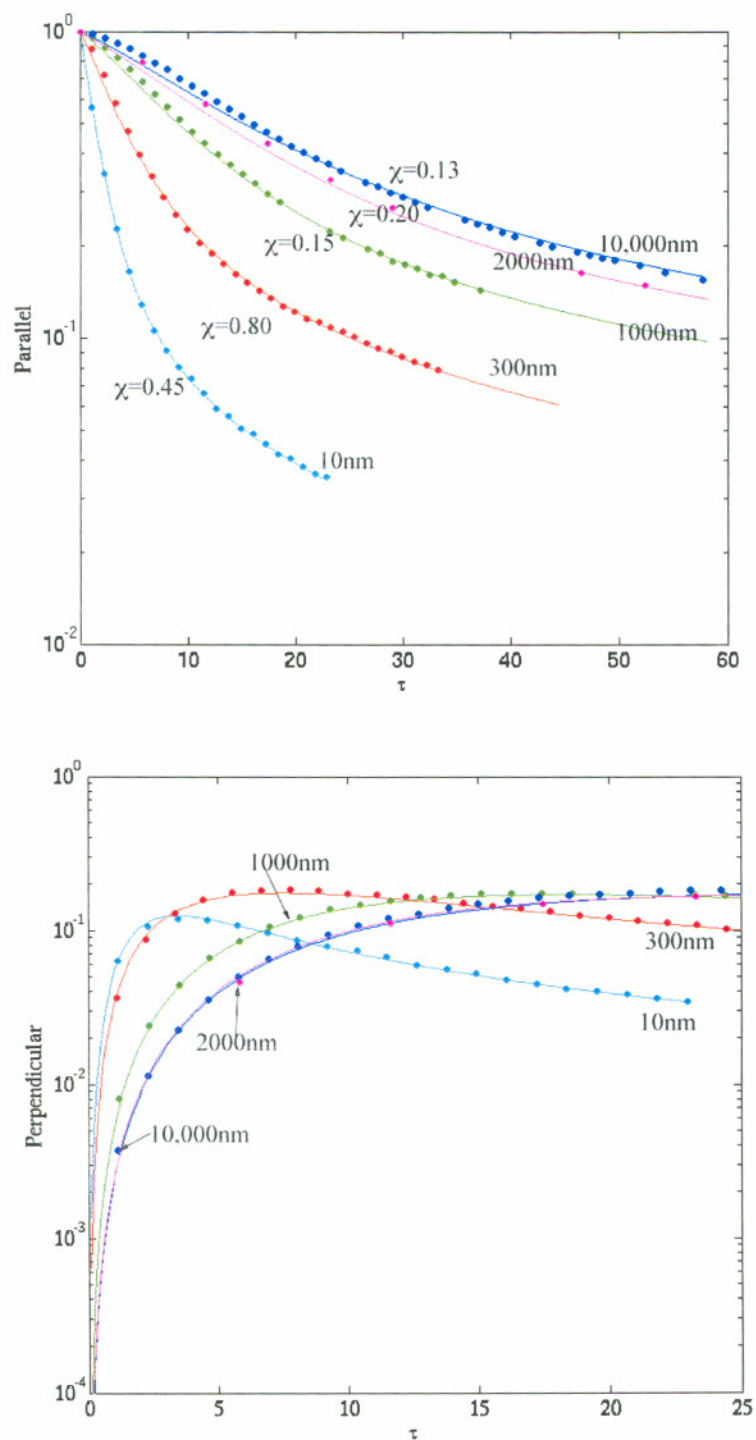 10^0
χ=0.13
χ=0.20
χ=0.15
10,000nm
2000nm
10^-1
1000nm
Parallel
χ=0.80
300nm
χ=0.45
10nm
10^-2
0 10 20 30 40 50 60
τ
10^0
1000nm
10^-1
300nm
10nm
2000nm
10^-2
Perpendicular
10,000nm
10^-3
10^-4
0 5 10 15 20 25
τ